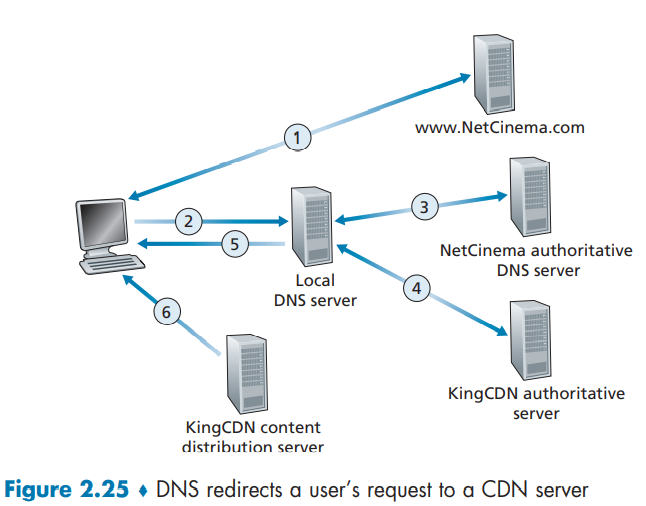 1
www.NetCinema.com
2
3
5
NetCinema authoritative
DNS server
Local
DNS server
4
6
KingCDN authoritative
server
KingCDN content
distribution server
Figure 2.25 ♦ DNS redirects a user's request to a CDN server